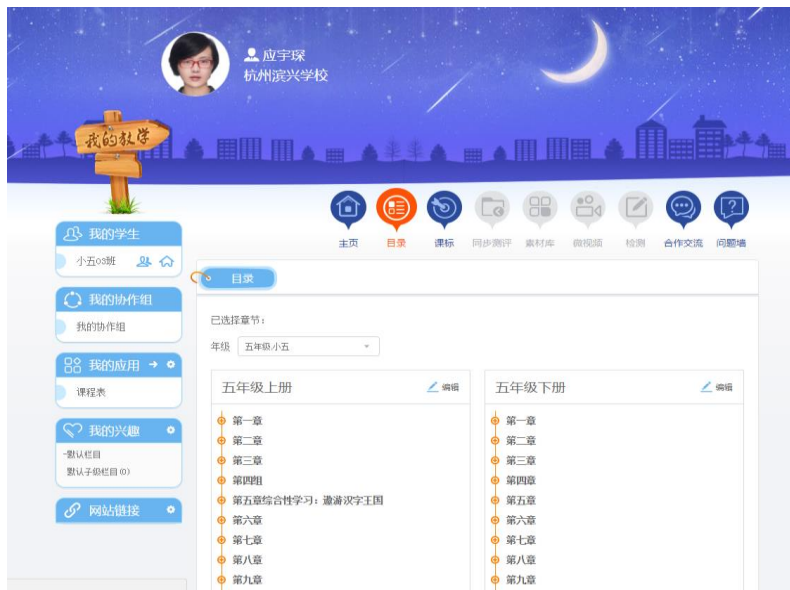 应宇琛
杭州滨兴学校
我的教学
主页 目录 课标 同步测评 素材库 微视频 检测 合作交流 问题墙
我的学生
小五03班
我的协作组
我的协作组
我的应用
课程表
我的兴趣
-默认栏目
默认子级栏目(0)
网站链接
目录
已选择章节:
年级 五年级.小五
五年级上册 编辑
第一章
第二章
第三章
第四组
第五章综合性学习:遨游汉字王国
第六章
第七章
第八章
第九章
五年级下册 编辑
第一章
第二章
第三章
第四章
第五章
第六章
第七章
第八章
第九章